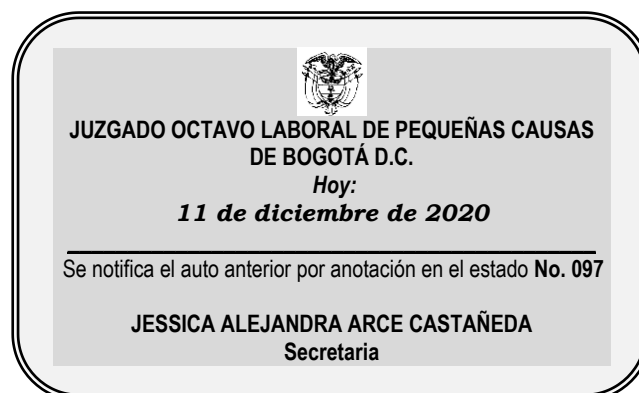 JUZGADO OCTAVO LABORAL DE PEQUEÑAS CAUSAS
DE BOGOTÁ D.C.
Hoy:
11 de diciembre de 2020
Se notifica el auto anterior por anotación en el estado No. 097
JESSICA ALEJANDRA ARCE CASTAÑEDA
Secretaria